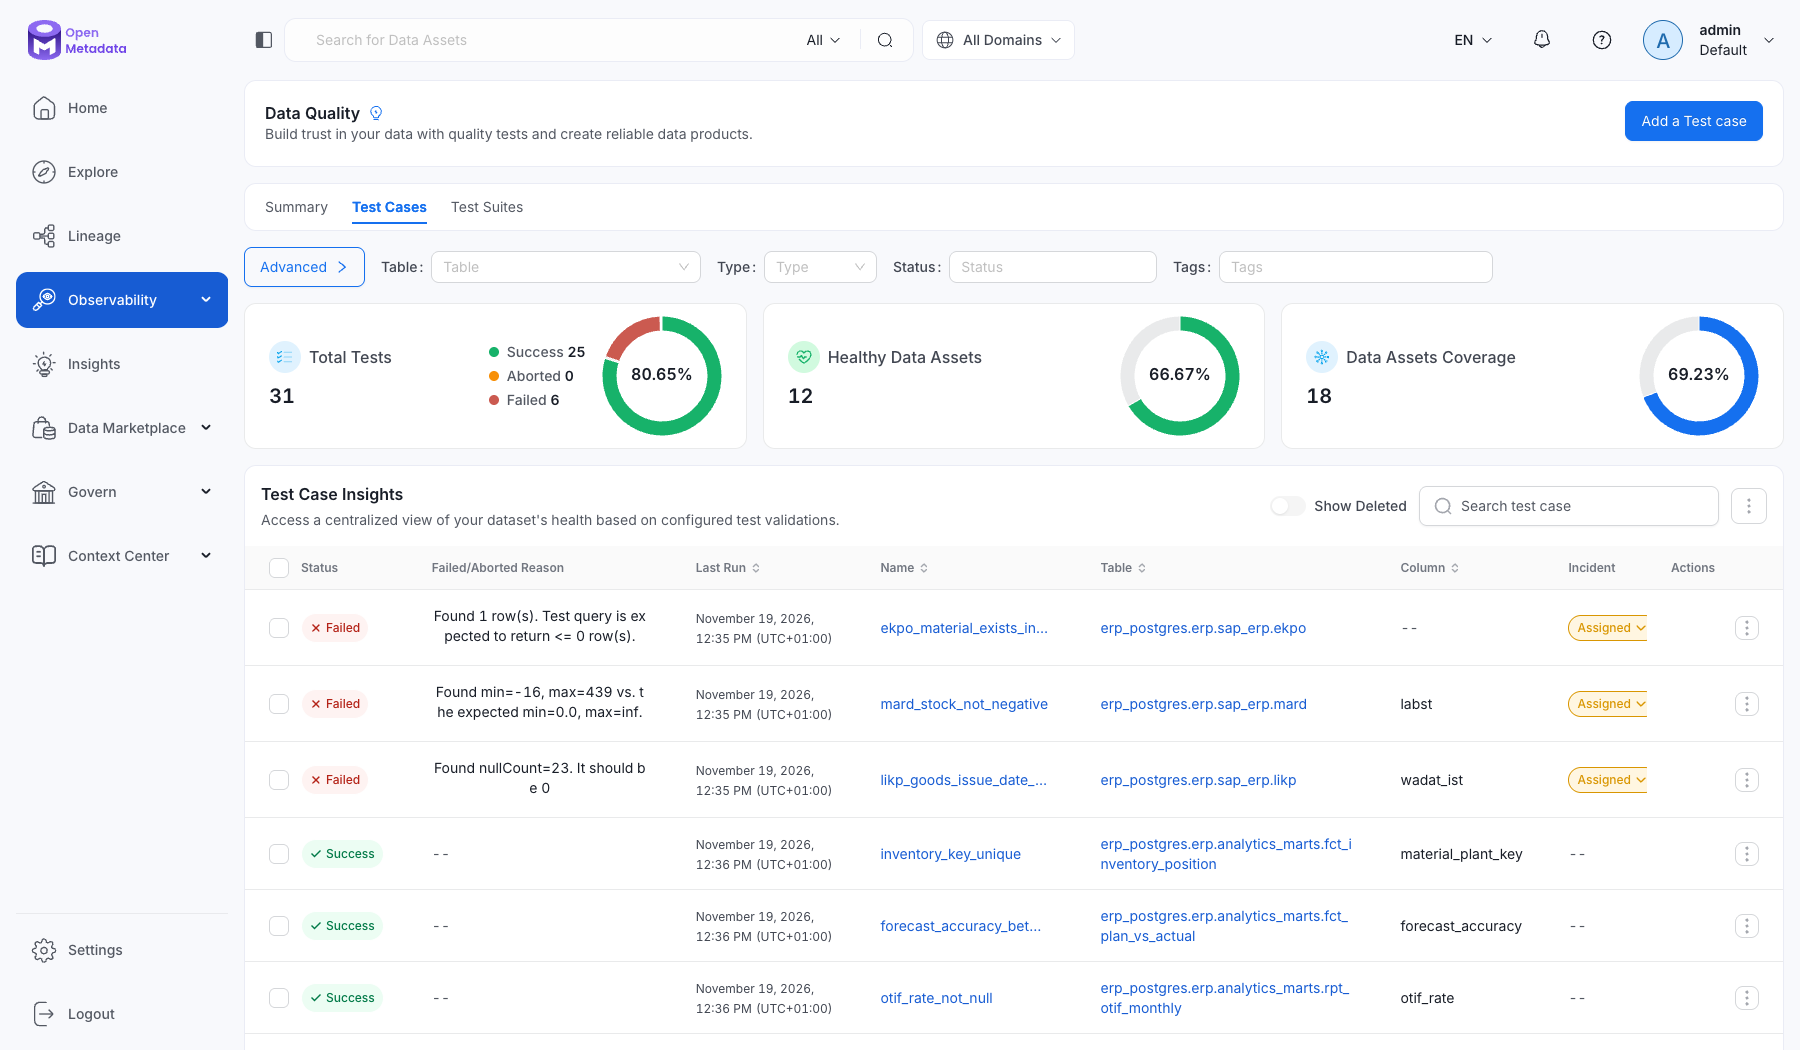 Open
Metadata
Search for Data Assets
All
All Domains
EN
A
admin
Default
Home
Explore
Lineage
Observability
Insights
Data Marketplace
Govern
Context Center
Settings
Logout
Data Quality
Build trust in your data with quality tests and create reliable data products.
Add a Test case
Summary
Test Cases
Test Suites
Advanced
Table:
Table
Type:
Type
Status:
Status
Tags:
Tags
Total Tests
31
Success 25
Aborted 0
Failed 6
80.65%
Healthy Data Assets
12
66.67%
Data Assets Coverage
18
69.23%
Test Case Insights
Access a centralized view of your dataset's health based on configured test validations.
Show Deleted
Search test case
Status
Failed/Aborted Reason
Last Run
Name
Table
Column
Incident
Actions
Failed
Found 1 row(s). Test query is ex
pected to return <= 0 row(s).
November 19, 2026,
12:35 PM (UTC+01:00)
ekpo_material_exists_in...
erp_postgres.erp.sap_erp.ekpo
--
Assigned
Failed
Found min=-16, max=439 vs. t
he expected min=0.0, max=inf.
November 19, 2026,
12:35 PM (UTC+01:00)
mard_stock_not_negative
erp_postgres.erp.sap_erp.mard
labst
Assigned
Failed
Found nullCount=23. It should b
e 0
November 19, 2026,
12:35 PM (UTC+01:00)
likp_goods_issue_date_...
erp_postgres.erp.sap_erp.likp
wadat_ist
Assigned
Success
--
November 19, 2026,
12:36 PM (UTC+01:00)
inventory_key_unique
erp_postgres.erp.analytics_marts.fct_i
nventory_position
material_plant_key
--
Success
--
November 19, 2026,
12:36 PM (UTC+01:00)
forecast_accuracy_bet...
erp_postgres.erp.analytics_marts.fct_
plan_vs_actual
forecast_accuracy
--
Success
--
November 19, 2026,
12:36 PM (UTC+01:00)
otif_rate_not_null
erp_postgres.erp.analytics_marts.rpt_
otif_monthly
otif_rate
--